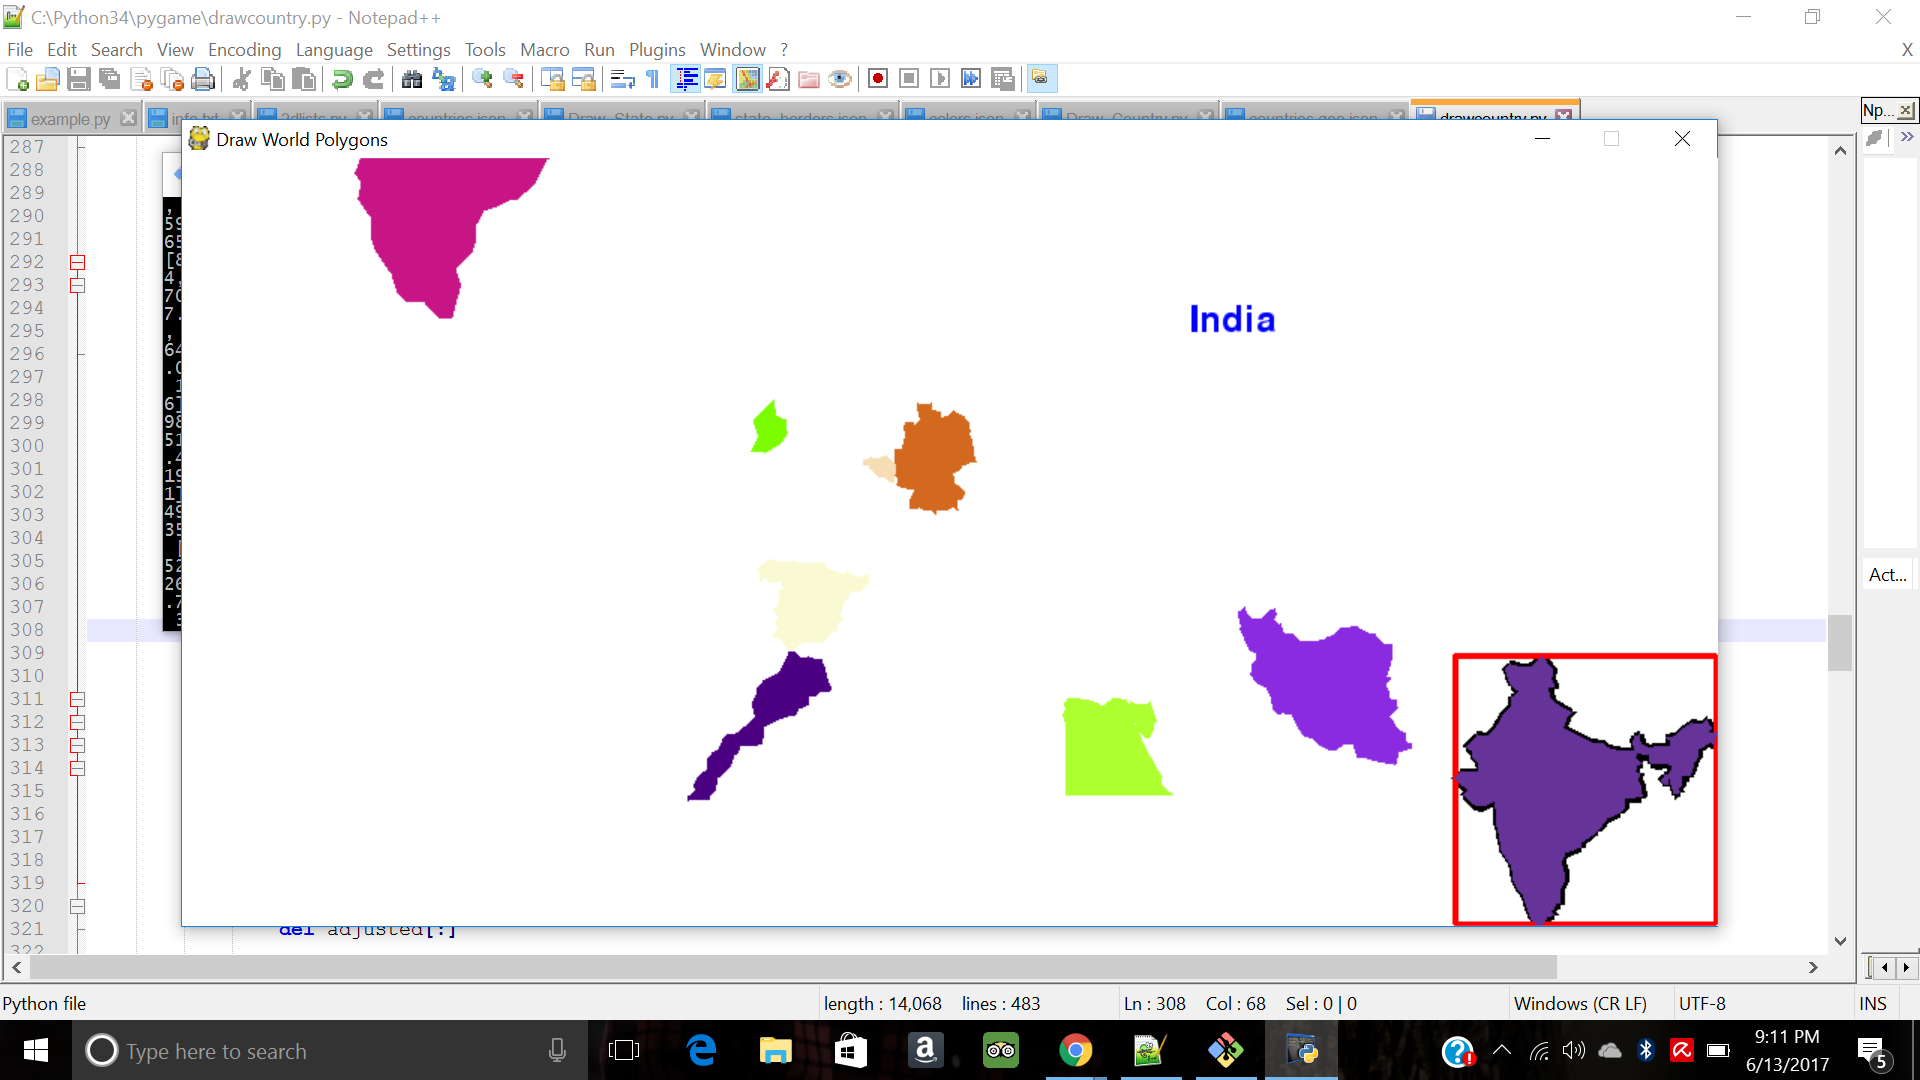 C:\Python34\pygame\drawcountry.py - Notepad++
File Edit Search View Encoding Language Settings Tools Macro Run Plugins Window ?
X
example.py
Np...
Draw World Polygons
287
288
289
290
291
292
293
294
295
296
297
298
299
300
301
302
303
304
305
306
307
308
309
310
311
312
313
314
315
316
317
318
319
320
321
322
India
Act...
del adjusted[:]
Python file
length : 14,068 lines : 483
Ln : 308 Col : 68 Sel : 0 | 0
Windows (CR LF)
UTF-8
INS
Type here to search
9:11 PM
6/13/2017
5